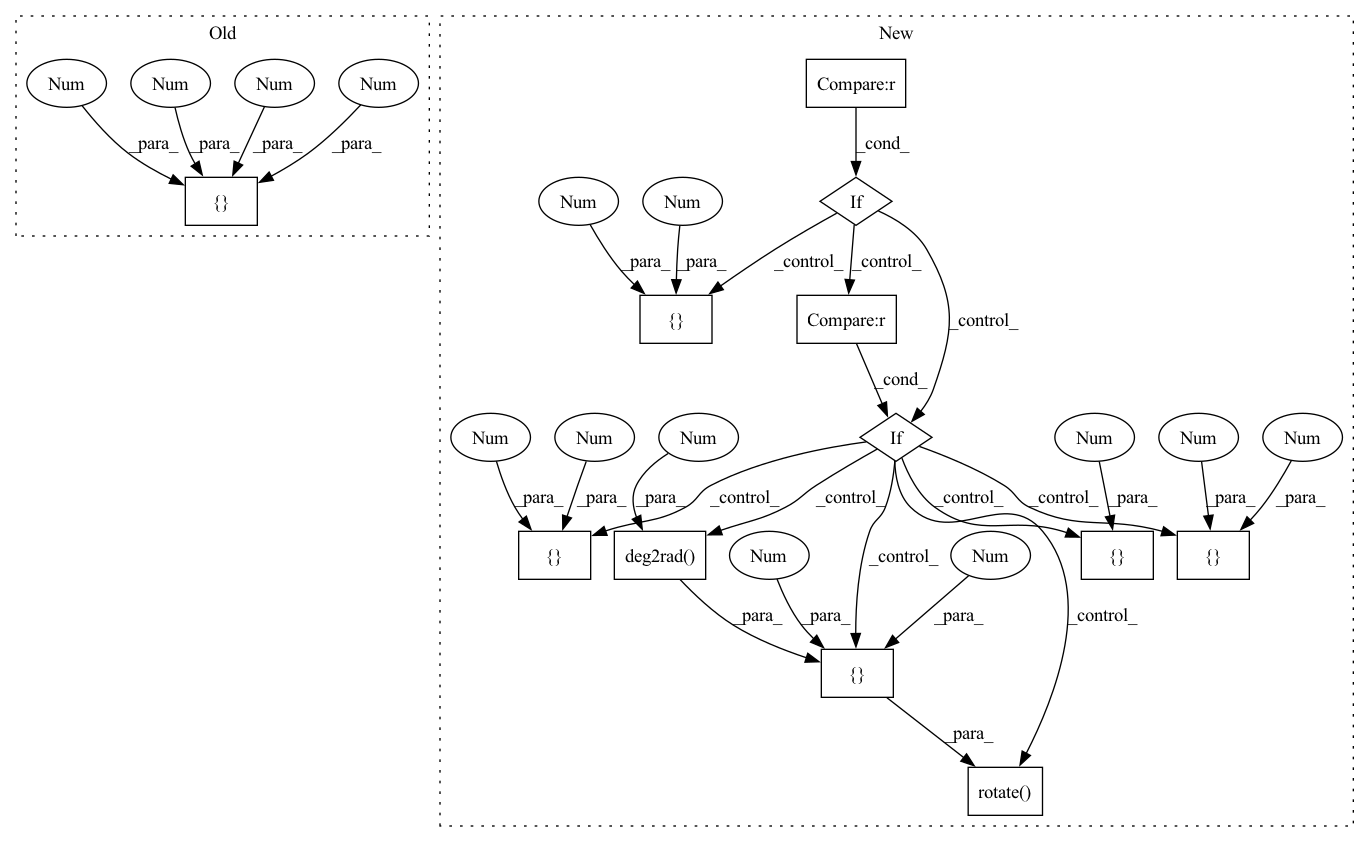 Old
New
Num
Num
Num
Num
Compare:r
_para_
_para_
_para_
_para_
_cond_
{}
Num
Num
If
_para_
_para_
_control_
_control_
{}
Compare:r
_control_
_cond_
Num
Num
Num
If
Num
Num
Num
_para_
_para_
_para_
_control_
_control_
_control_
_control_
_para_
_para_
_para_
{}
deg2rad()
Num
_control_
Num
{}
{}
_para_
_para_
_para_
_control_
{}
_para_
rotate()